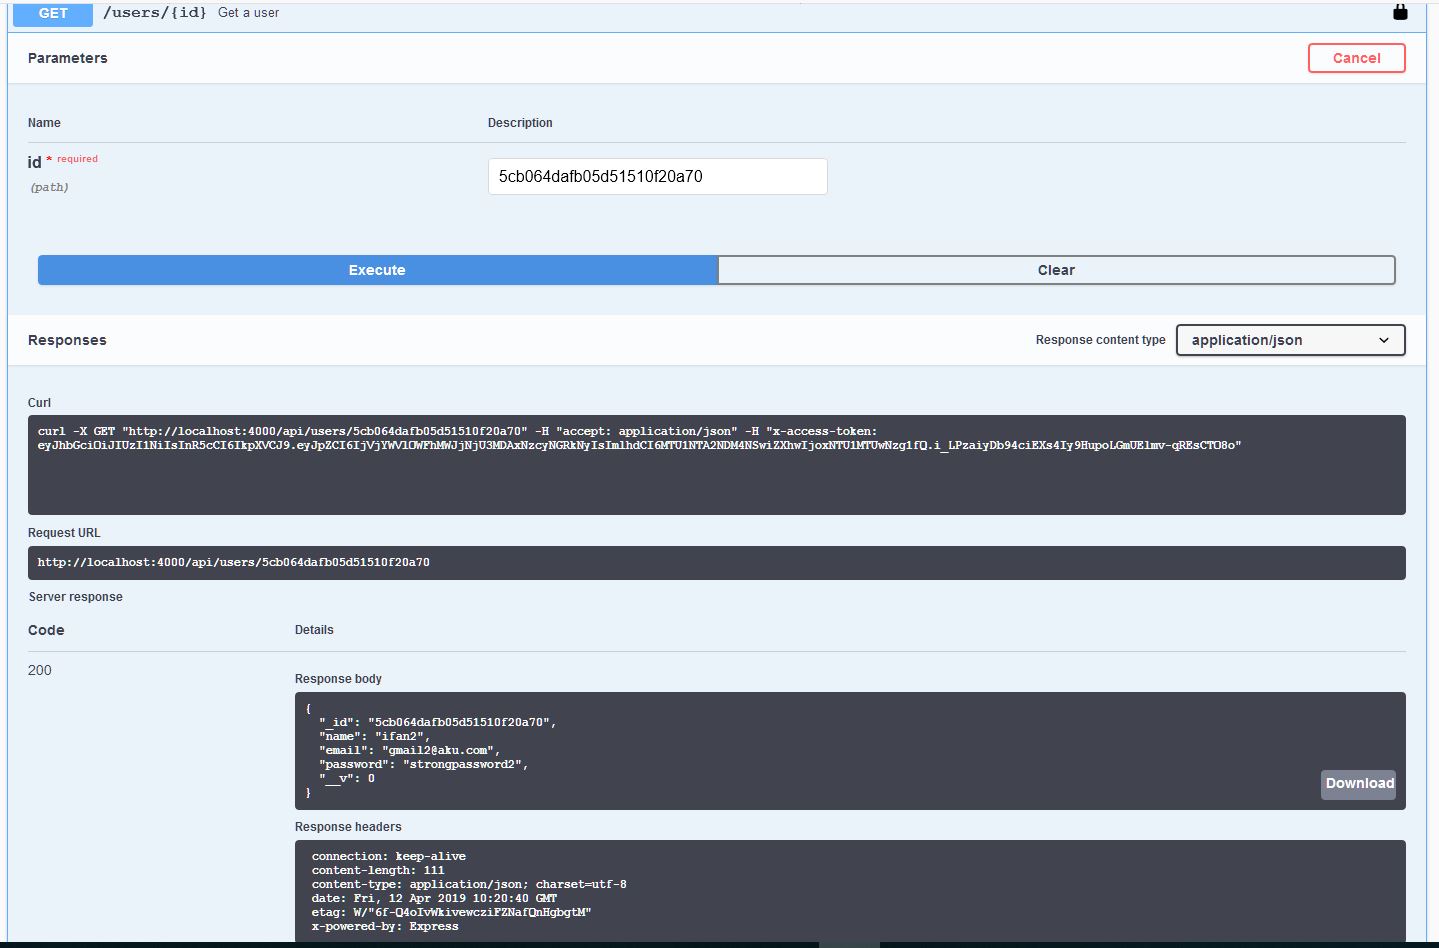 GET /users/{id} Get a user
Parameters
Cancel
Name Description
id * required
(path)
5cb064dafb05d51510f20a70
Execute Clear
Responses
Response content type application/json
Curl
curl -X GET "http://localhost:4000/api/users/5cb064dafb05d51510f20a70" -H "accept: application/json" -H "x-access-token:
eyJhbGciOiJIUzI1NiIsInR5cCI6IkpXVCJ9.eyJpZCI6IjVjYWVlOWFhMWJjNjU3MDAxNzcyNGRkNyIsImlhdCI6MTU1NTA2NDM4NSwiZXhwIjoxNTU1MTUwNzg1fQ.i_LPzaiyDb94ciEXs4Iy9HupoLGmUElmv-qREsCTO8o"
Request URL
http://localhost:4000/api/users/5cb064dafb05d51510f20a70
Server response
Code Details
200
Response body
{
"_id": "5cb064dafb05d51510f20a70",
"name": "ifan2",
"email": "gmail2@aku.com",
"password": "strongpassword2",
"__v": 0
}
Download
Response headers
connection: keep-alive
content-length: 111
content-type: application/json; charset=utf-8
date: Fri, 12 Apr 2019 10:20:40 GMT
etag: W/"6f-Q4oIvWkivewcziFZNafQnHgbgtM"
x-powered-by: Express